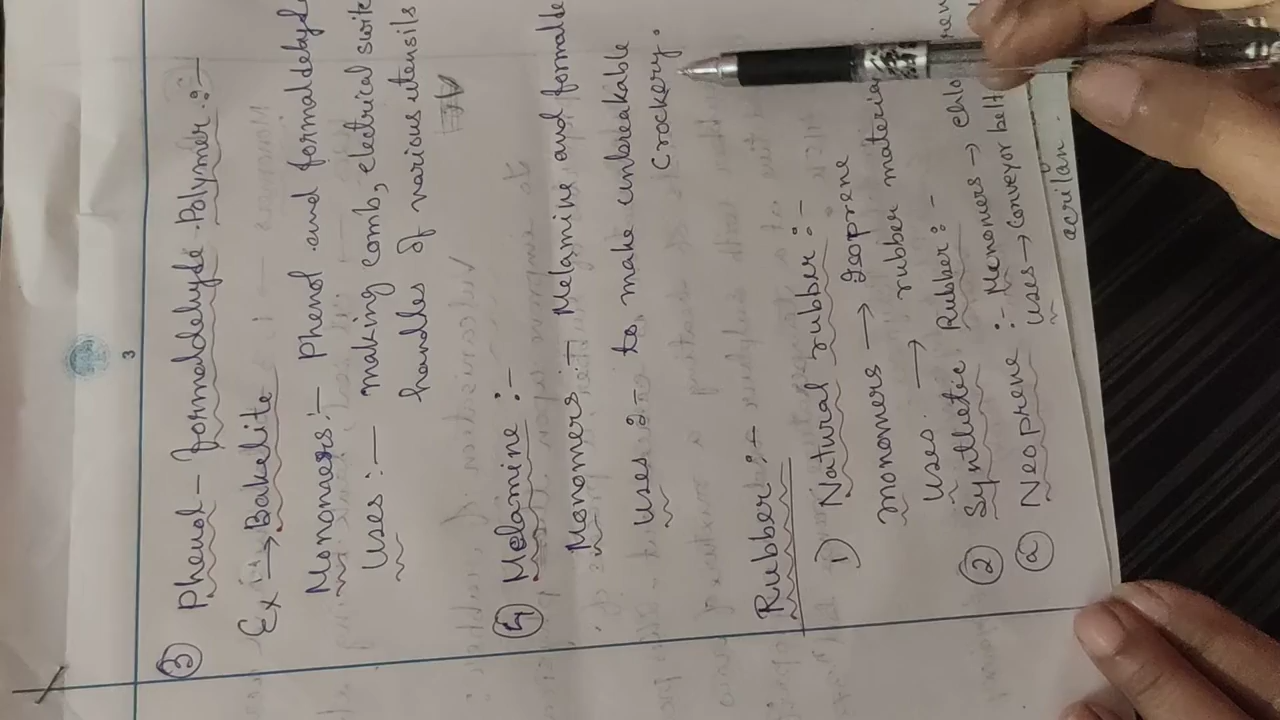 3
③ Phenol - formaldehyde - Polymer :-
Ex → Bakelite
Monomers :- Phenol and formaldehyde
Uses :- making comb, electrical switc
handles of various utensils
④ Melamine :-
Monomers :- Melamine and formalde
Uses :- to make unbreakable
Crockery.
Rubber :-
1) Natural rubber :-
monomers → Isoprene
Uses → rubber material
② Synthetic Rubber :-
ⓐ Neoprene :- Monomers → chlo
Uses → Conveyor belt
acrilan.